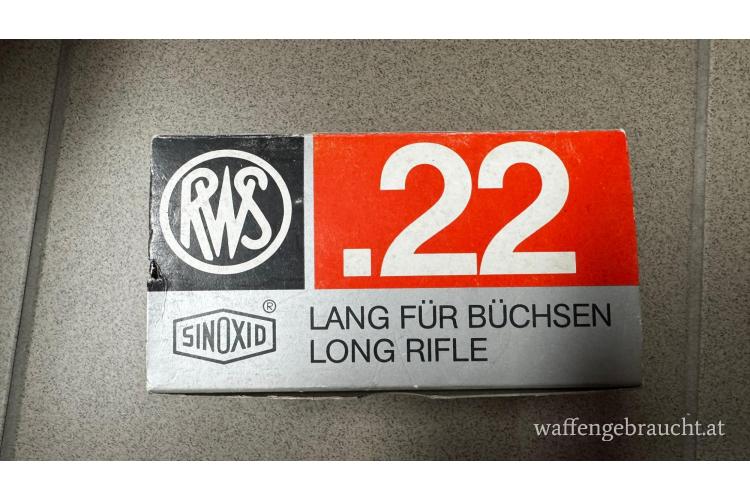 RWS
.22
SINOXID®
LANG FÜR BÜCHSEN
LONG RIFLE
waffengebraucht.at